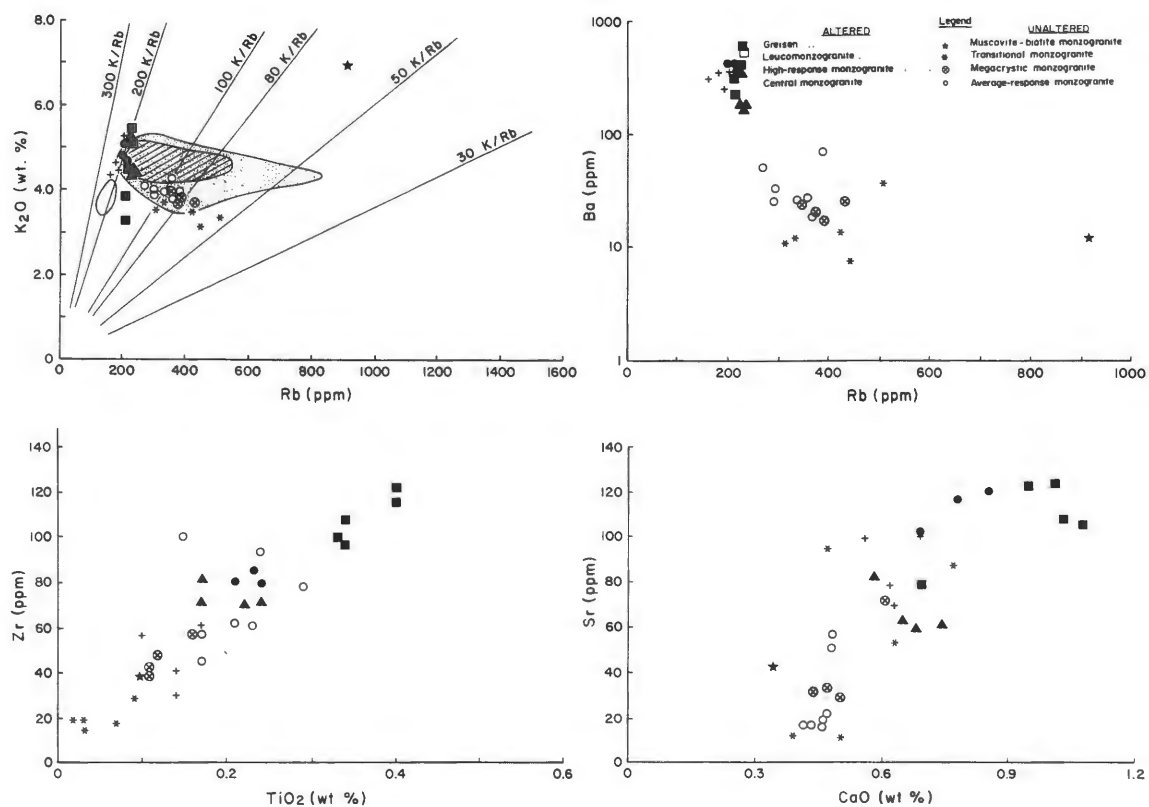 8.0
6.0
4.0
2.0
0
K2O (wt. %)
300 K/Rb
200 K/Rb
100 K/Rb
80 K/Rb
50 K/Rb
30 K/Rb
0 200 400 600 800 1000 1200 1400 1600
Rb (ppm)
1000
100
10
1
Ba (ppm)
Legend
ALTERED
Greisen
Leucomonzogranite
High-response monzogranite
Central monzogranite
UNALTERED
Muscovite-biotite monzogranite
Transitional monzogranite
Megacrystic monzogranite
Average-response monzogranite
0 200 400 600 800 1000
Rb (ppm)
140
120
100
80
60
40
20
0
Zr (ppm)
0 0.2 0.4 0.6
TiO2 (wt %)
140
120
100
80
60
40
20
0
Sr (ppm)
0 0.3 0.6 0.9 1.2
CaO (wt %)